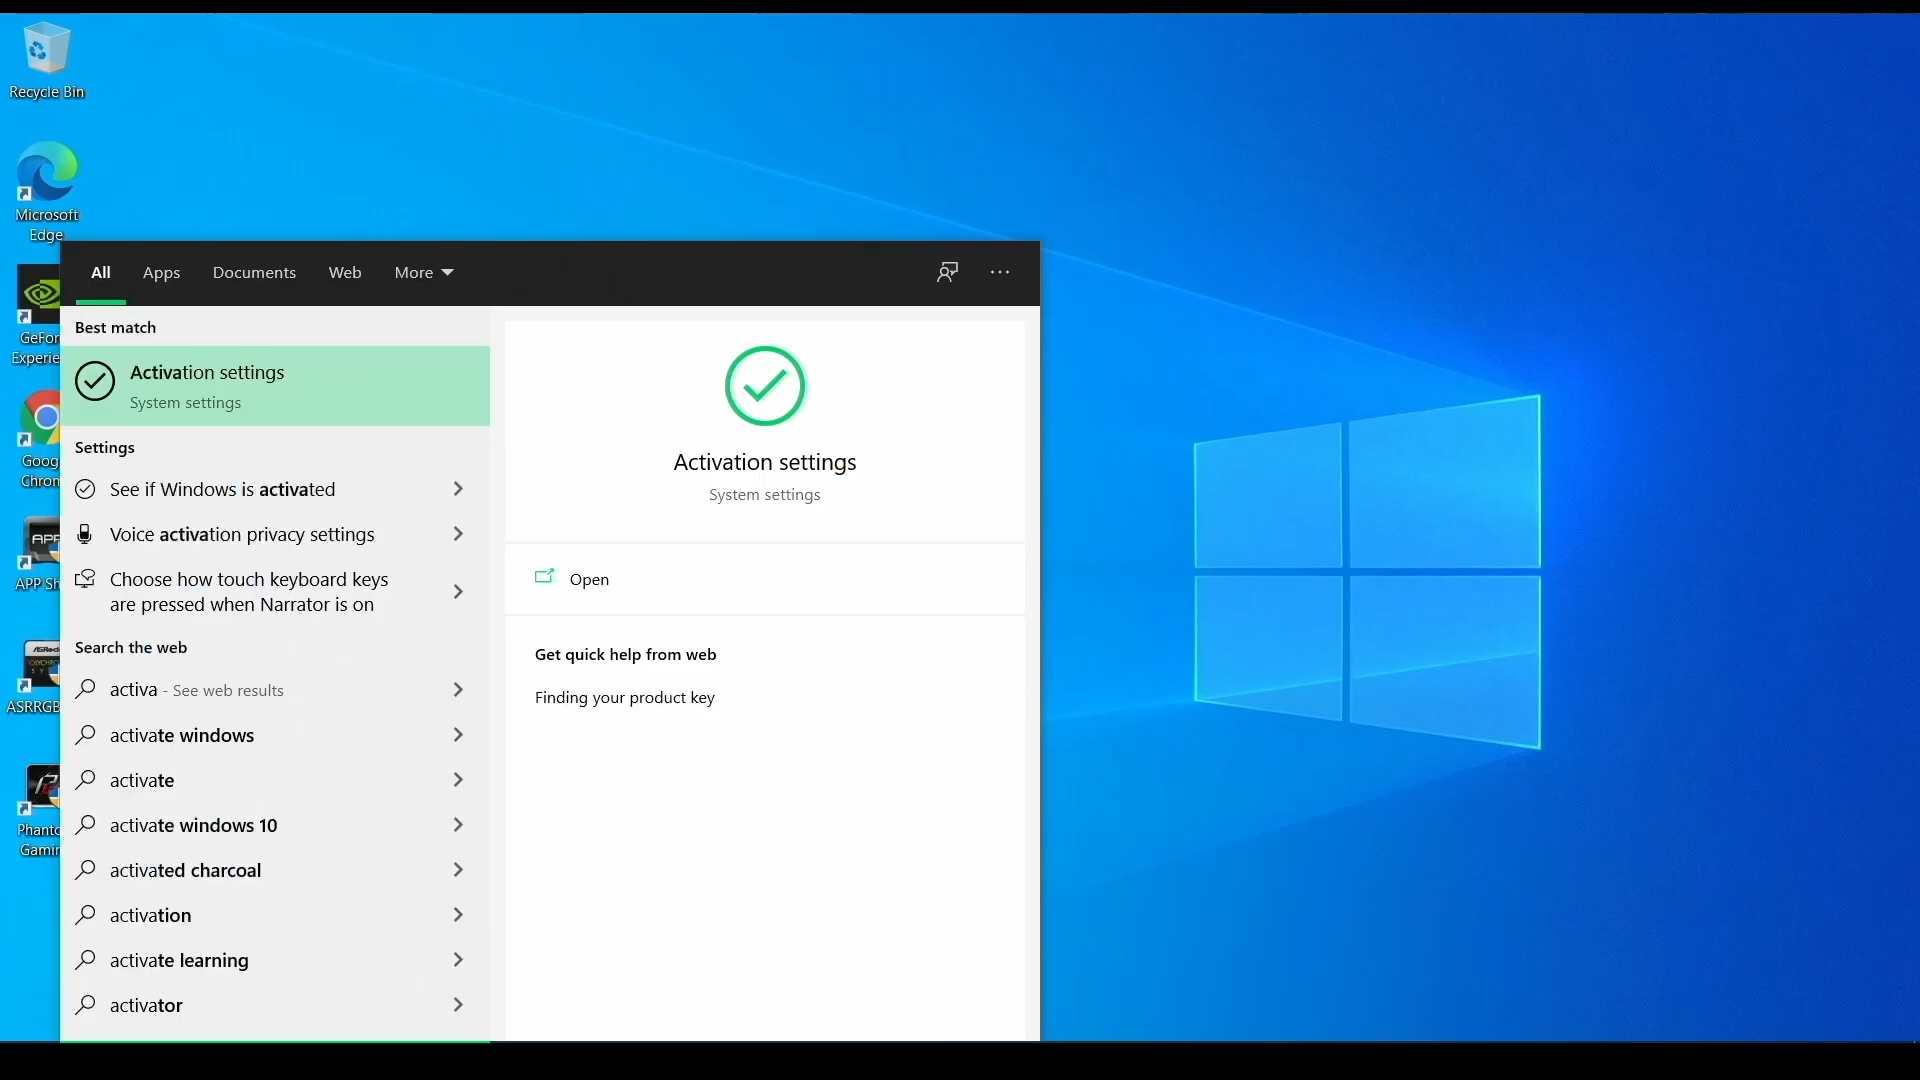 Recycle Bin
Microsoft
Edge
GeFor
Experie
Goog
Chron
APP Sh
ASRRGB
Phanto
Gamin
All Apps Documents Web More
Best match
Activation settings
System settings
Settings
See if Windows is activated
Voice activation privacy settings
Choose how touch keyboard keys
are pressed when Narrator is on
Search the web
activa - See web results
activate windows
activate
activate windows 10
activated charcoal
activation
activate learning
activator
Activation settings
System settings
Open
Get quick help from web
Finding your product key